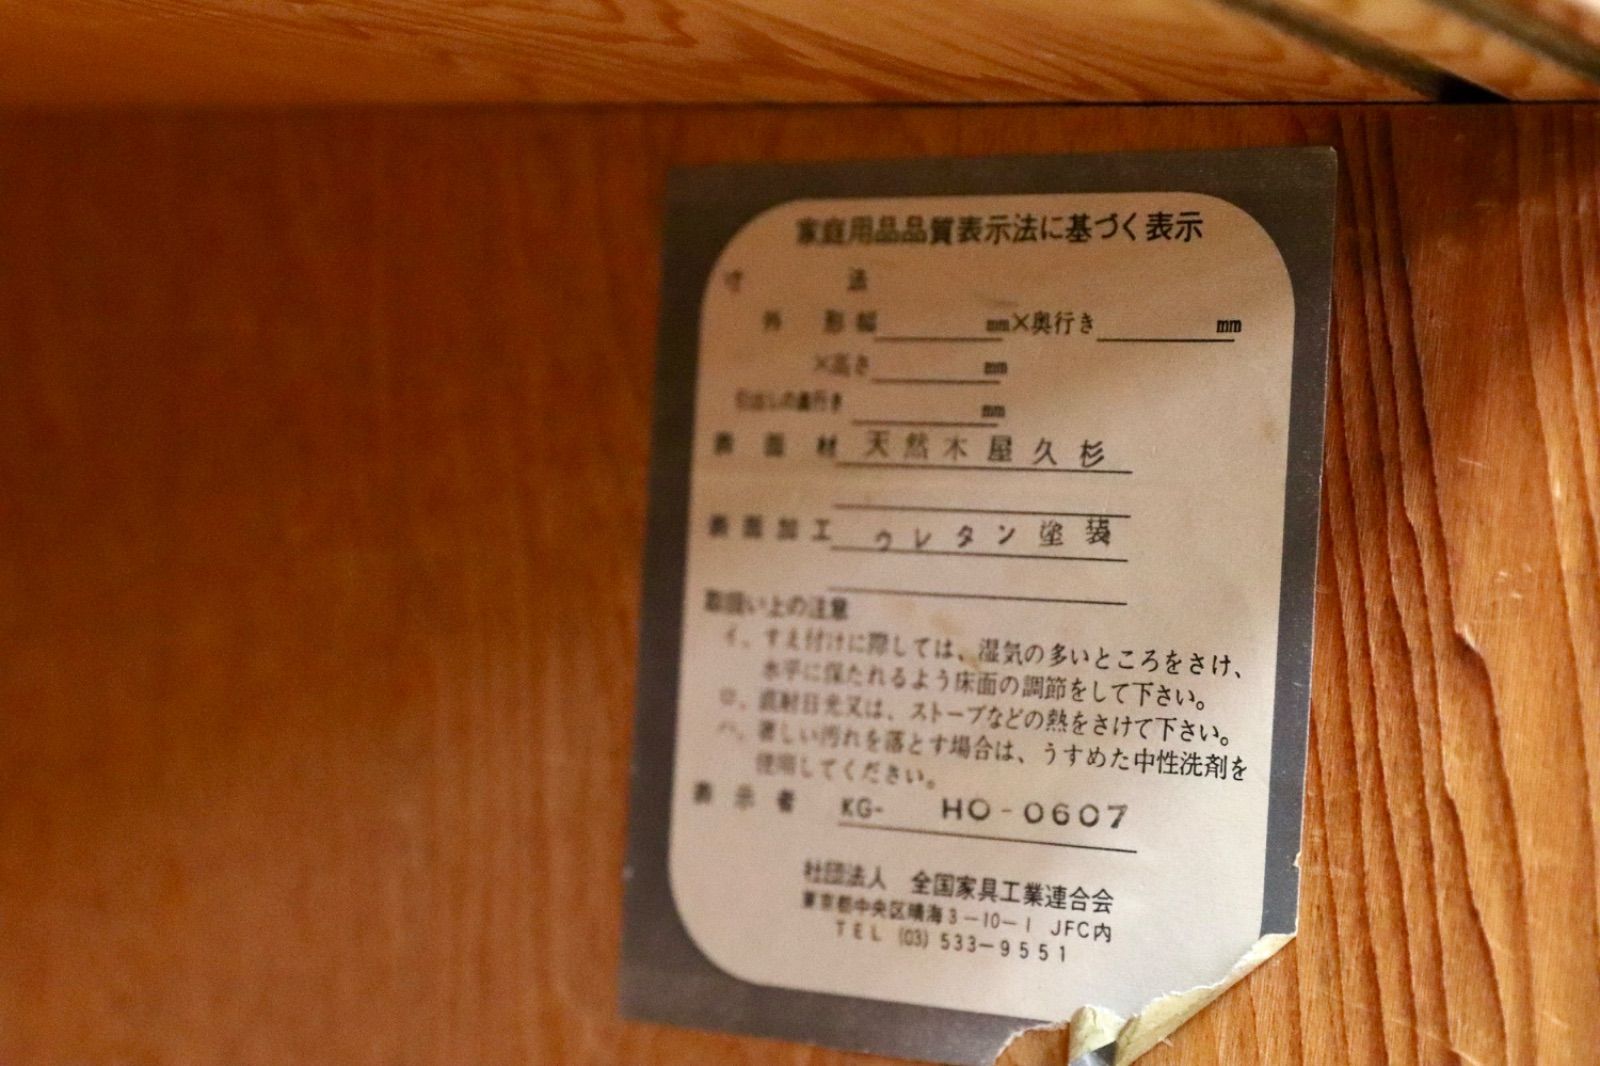 家庭用品品質表示法に基づく表示
寸法
外形幅 mm×奥行き mm
×高さ mm
引出しの奥行き mm
表面材 天然木屋久杉
表面加工 ウレタン塗装
取扱い上の注意
イ、すえ付けに際しては、湿気の多いところをさけ、
水平に保たれるよう床面の調節をして下さい。
ロ、直射日光又は、ストーブなどの熱をさけて下さい。
ハ、著しい汚れを落とす場合は、うすめた中性洗剤を
使用してください。
表示者 KG- HO-0607
社団法人 全国家具工業連合会
東京都中央区晴海3-10-1 JFC内
TEL (03) 533-9551